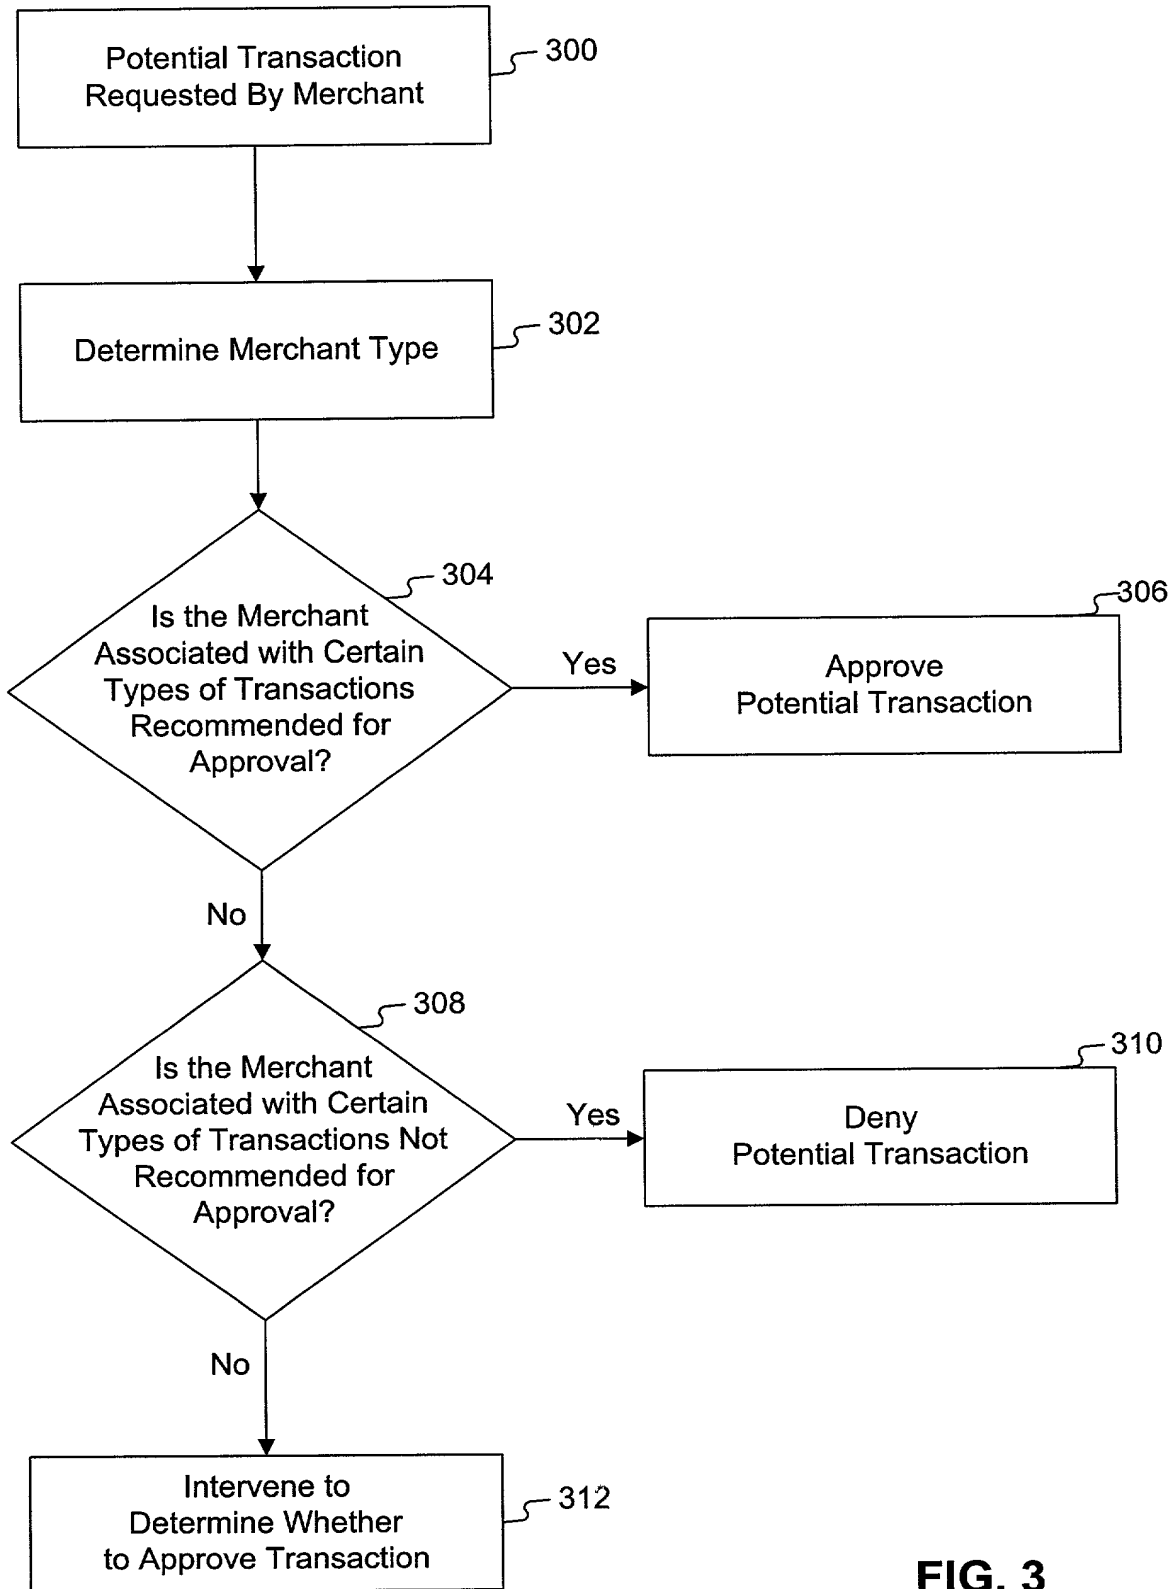 Potential Transaction
Requested By Merchant
300
Determine Merchant Type
302
304
Is the Merchant
Associated with Certain
Types of Transactions
Recommended for
Approval?
Yes
306
Approve
Potential Transaction
No
308
Is the Merchant
Associated with Certain
Types of Transactions Not
Recommended for
Approval?
Yes
310
Deny
Potential Transaction
No
Intervene to
Determine Whether
to Approve Transaction
312
FIG. 3